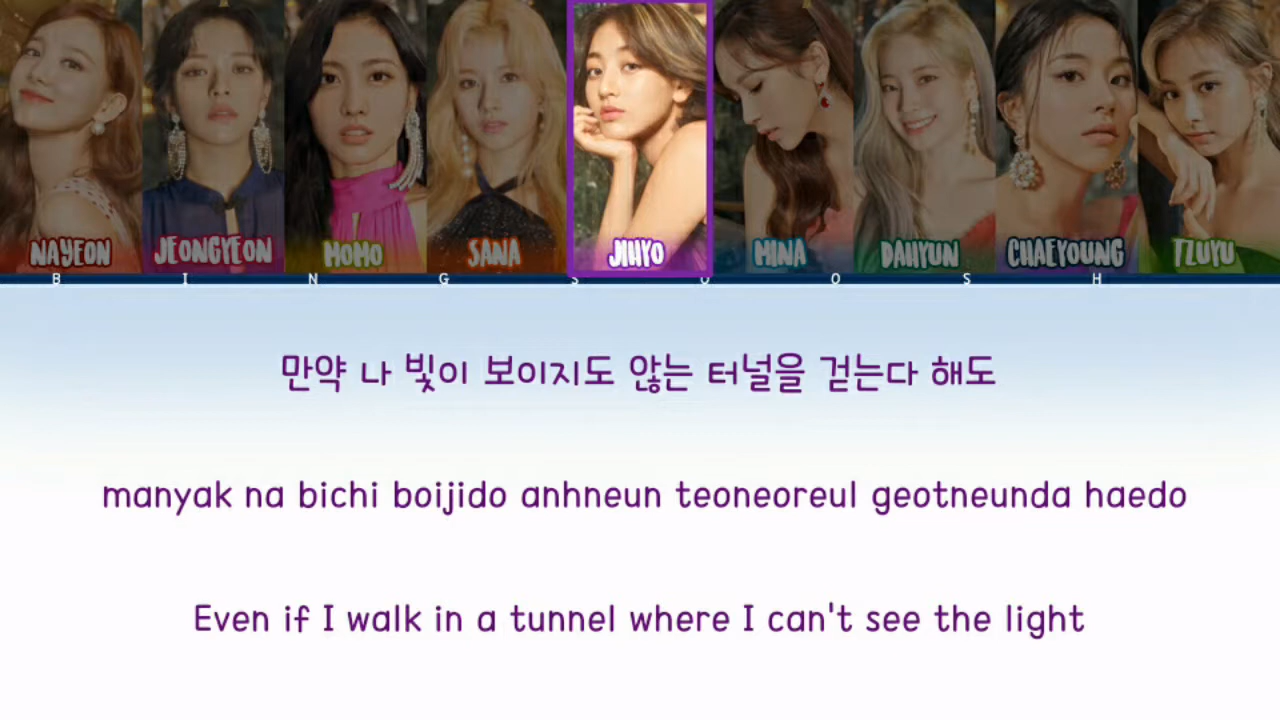 NAYEON JEONGYEON MOMO SANA JIHYO MINA DAHYUN CHAEYOUNG TZUYU
B I N G S U O S H
만약 나 빛이 보이지도 않는 터널을 걷는다 해도
manyak na bichi boijido anhneun teoneoreul geotneunda haedo
Even if I walk in a tunnel where I can't see the light